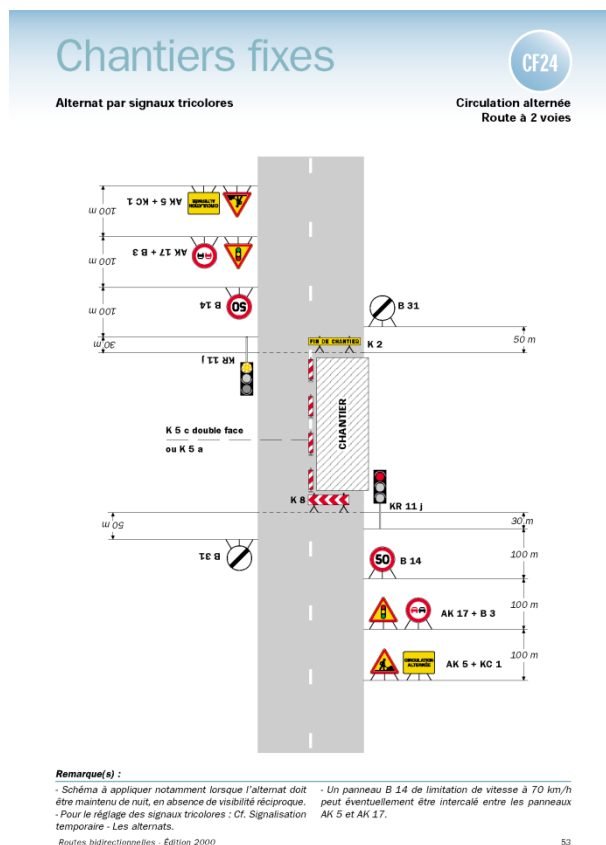 Chantiers fixes
CF24
Alternat par signaux tricolores
Circulation alternée
Route à 2 voies
100 m
AK 5 + KC 1
CIRCULATION
ALTERNÉE
100 m
AK 17 + B 3
100 m
B 14
50
B 31
30 m
KR 11 j
FIN DE CHANTIER
K 2
50 m
K 5 c double face
ou K 5 a
CHANTIER
K 8
KR 11 j
50 m
30 m
B 31
50
B 14
100 m
AK 17 + B 3
100 m
CIRCULATION
ALTERNÉE
AK 5 + KC 1
100 m
Remarque(s) :
- Schéma à appliquer notamment lorsque l'alternat doit
être maintenu de nuit, en absence de visibilité réciproque.
- Pour le réglage des signaux tricolores : Cf. Signalisation
temporaire - Les alternats.
- Un panneau B 14 de limitation de vitesse à 70 km/h
peut éventuellement être intercalé entre les panneaux
AK 5 et AK 17.
Routes bidirectionnelles - Édition 2000
53